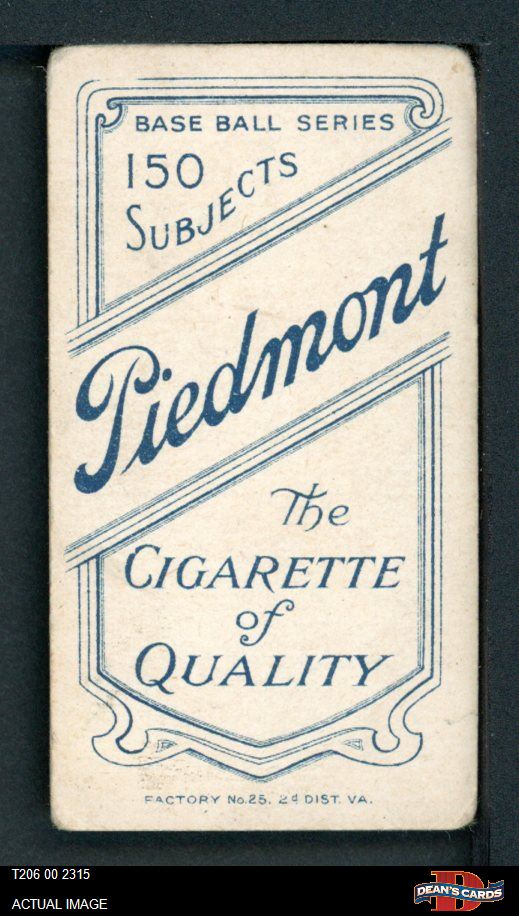 BASE BALL SERIES
150
SUBJECTS
Piedmont
The
CIGARETTE
of
QUALITY
FACTORY No. 25. 2d DIST. VA.
T206 00 2315
ACTUAL IMAGE
D
DEAN'S CARDS